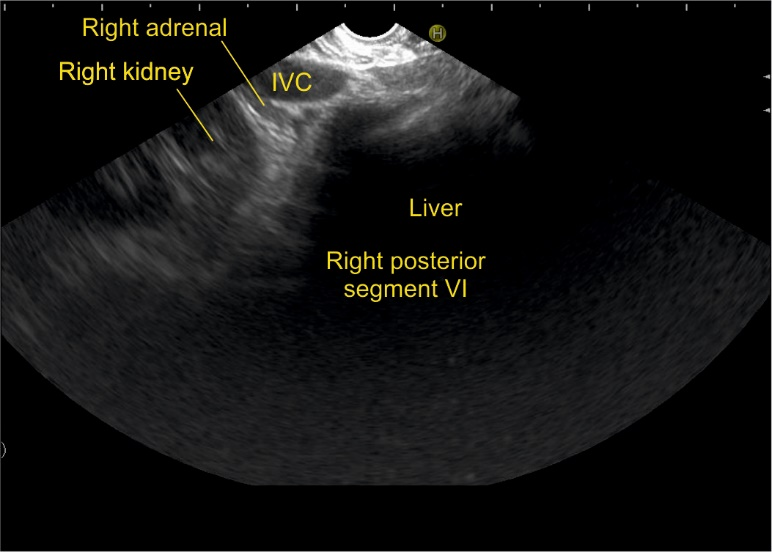 Right adrenal
Right kidney
IVC
H
Liver
Right posterior
segment VI